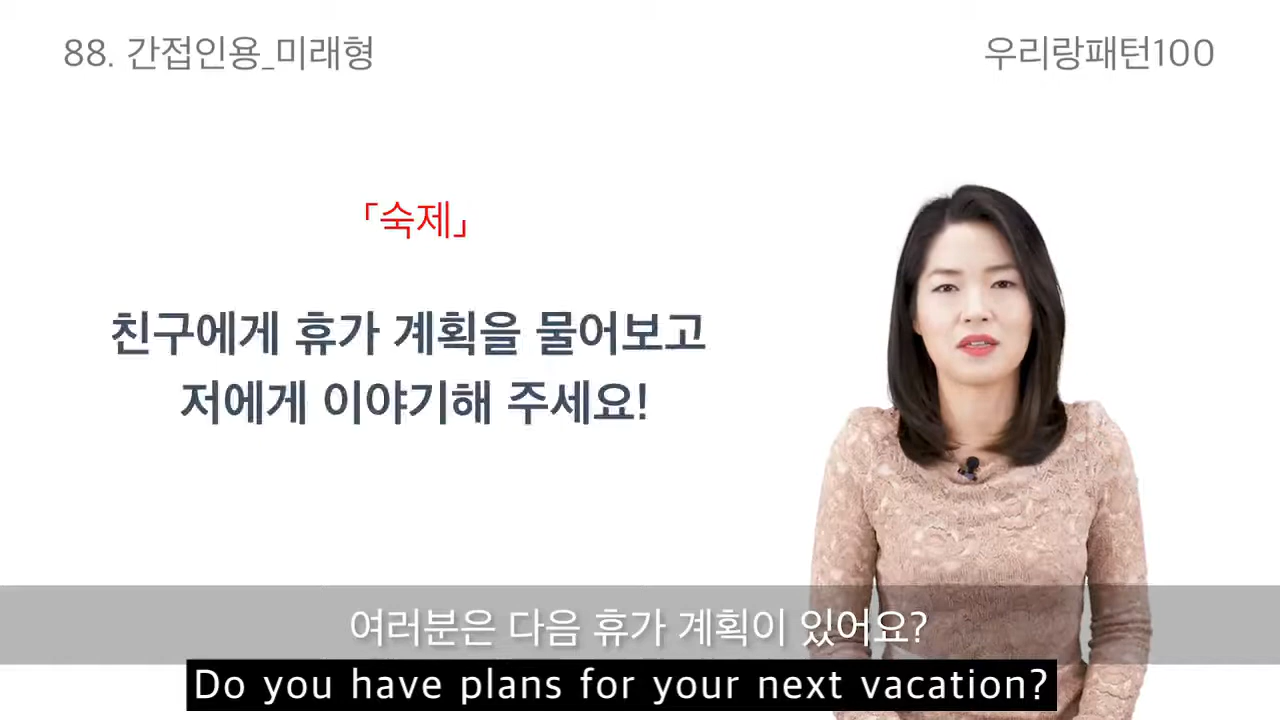 88. 간접인용_미래형
우리랑패턴100
「숙제」
친구에게 휴가 계획을 물어보고
저에게 이야기해 주세요!
여러분은 다음 휴가 계획이 있어요?
Do you have plans for your next vacation?